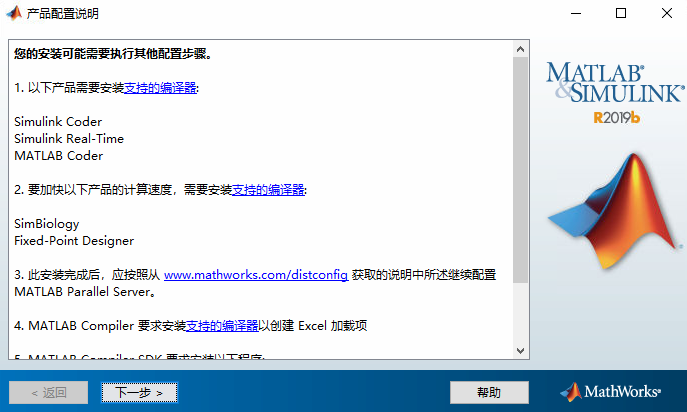 产品配置说明
您的安装可能需要执行其他配置步骤。
1. 以下产品需要安装支持的编译器:
Simulink Coder
Simulink Real-Time
MATLAB Coder
2. 要加快以下产品的计算速度，需要安装支持的编译器:
SimBiology
Fixed-Point Designer
3. 此安装完成后，应按照从 www.mathworks.com/distconfig 获取的说明中所述继续配置
MATLAB Parallel Server。
4. MATLAB Compiler 要求安装支持的编译器以创建 Excel 加载项
5. MATLAB Compiler SDK 要求安装以下程序:
MATLAB®
&SIMULINK®
R2019b
< 返回
下一步 >
帮助
MathWorks®